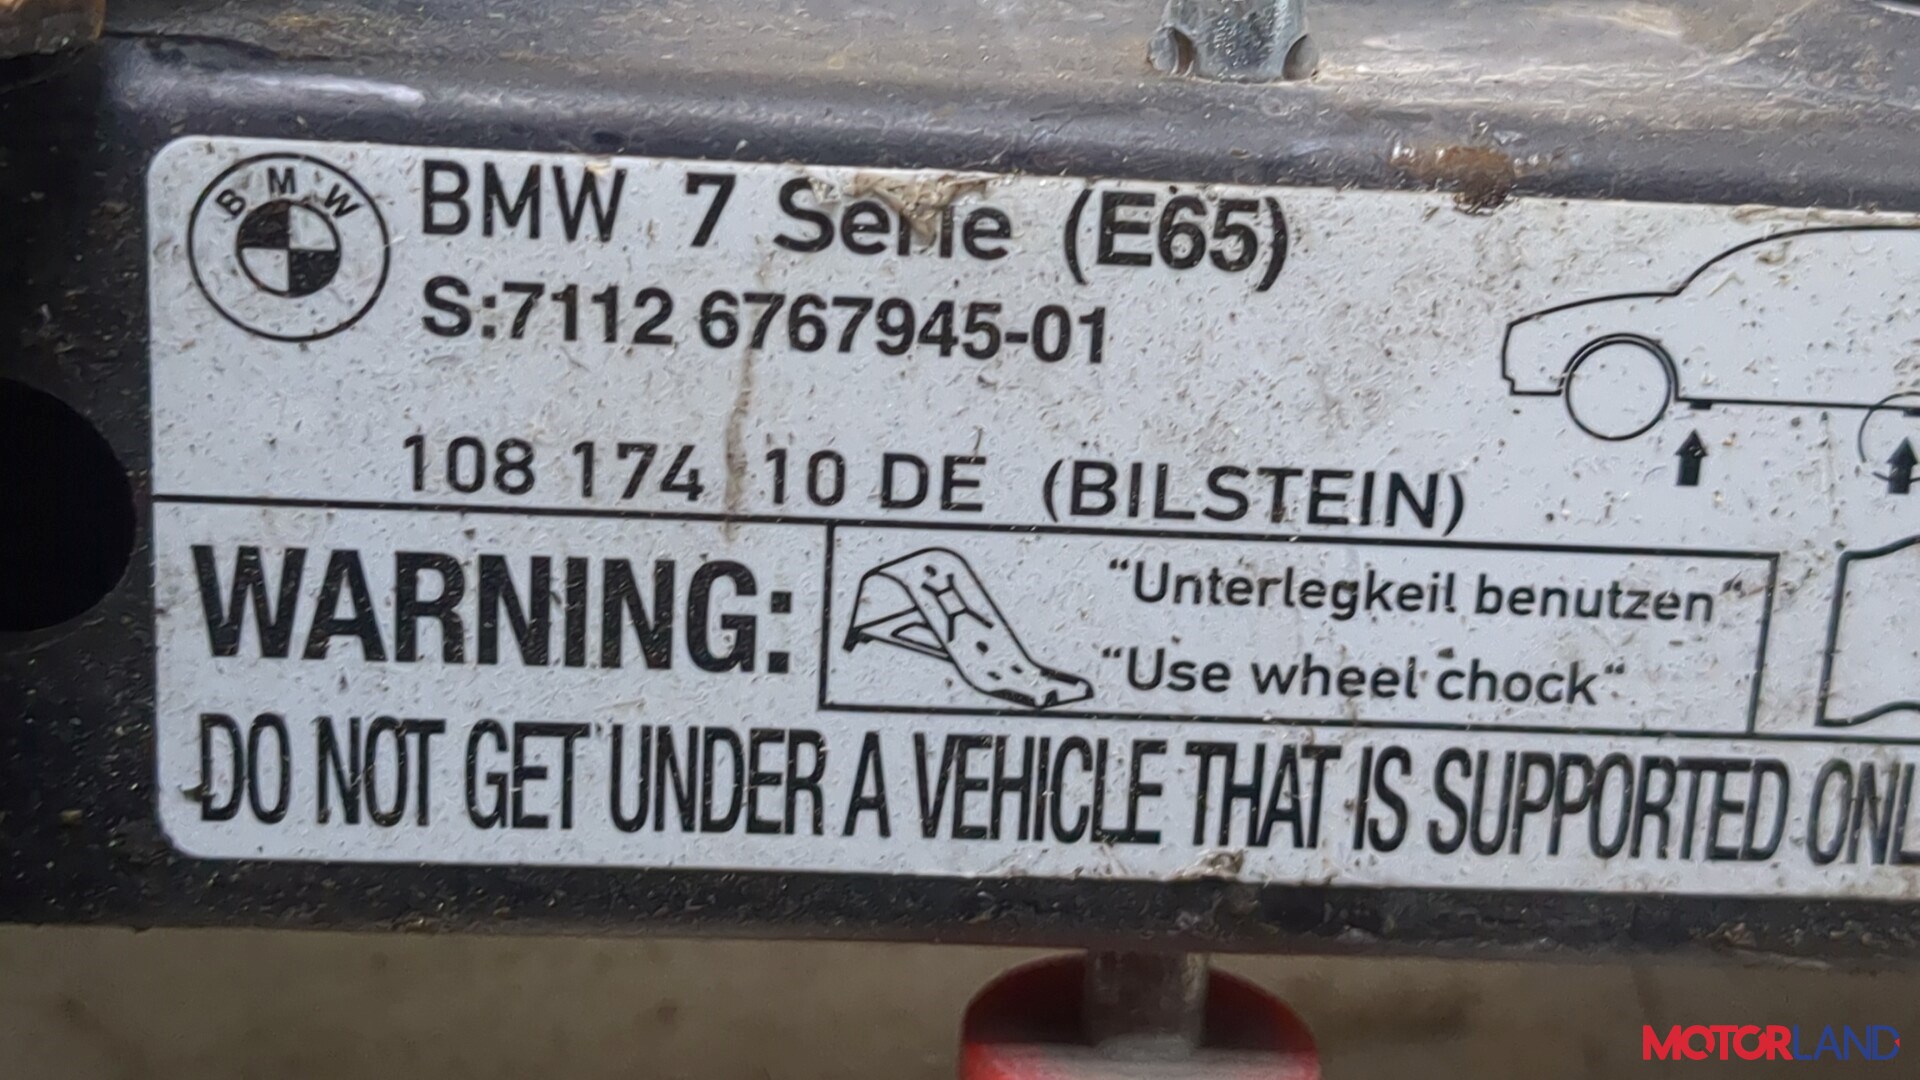 BMW
BMW 7 Serie (E65)
S:7112 6767945-01
108 174 10 DE (BILSTEIN)
WARNING:
“Unterlegkeil benutzen“
“Use wheel chock“
DO NOT GET UNDER A VEHICLE THAT IS SUPPORTED ONL
MOTORLAND